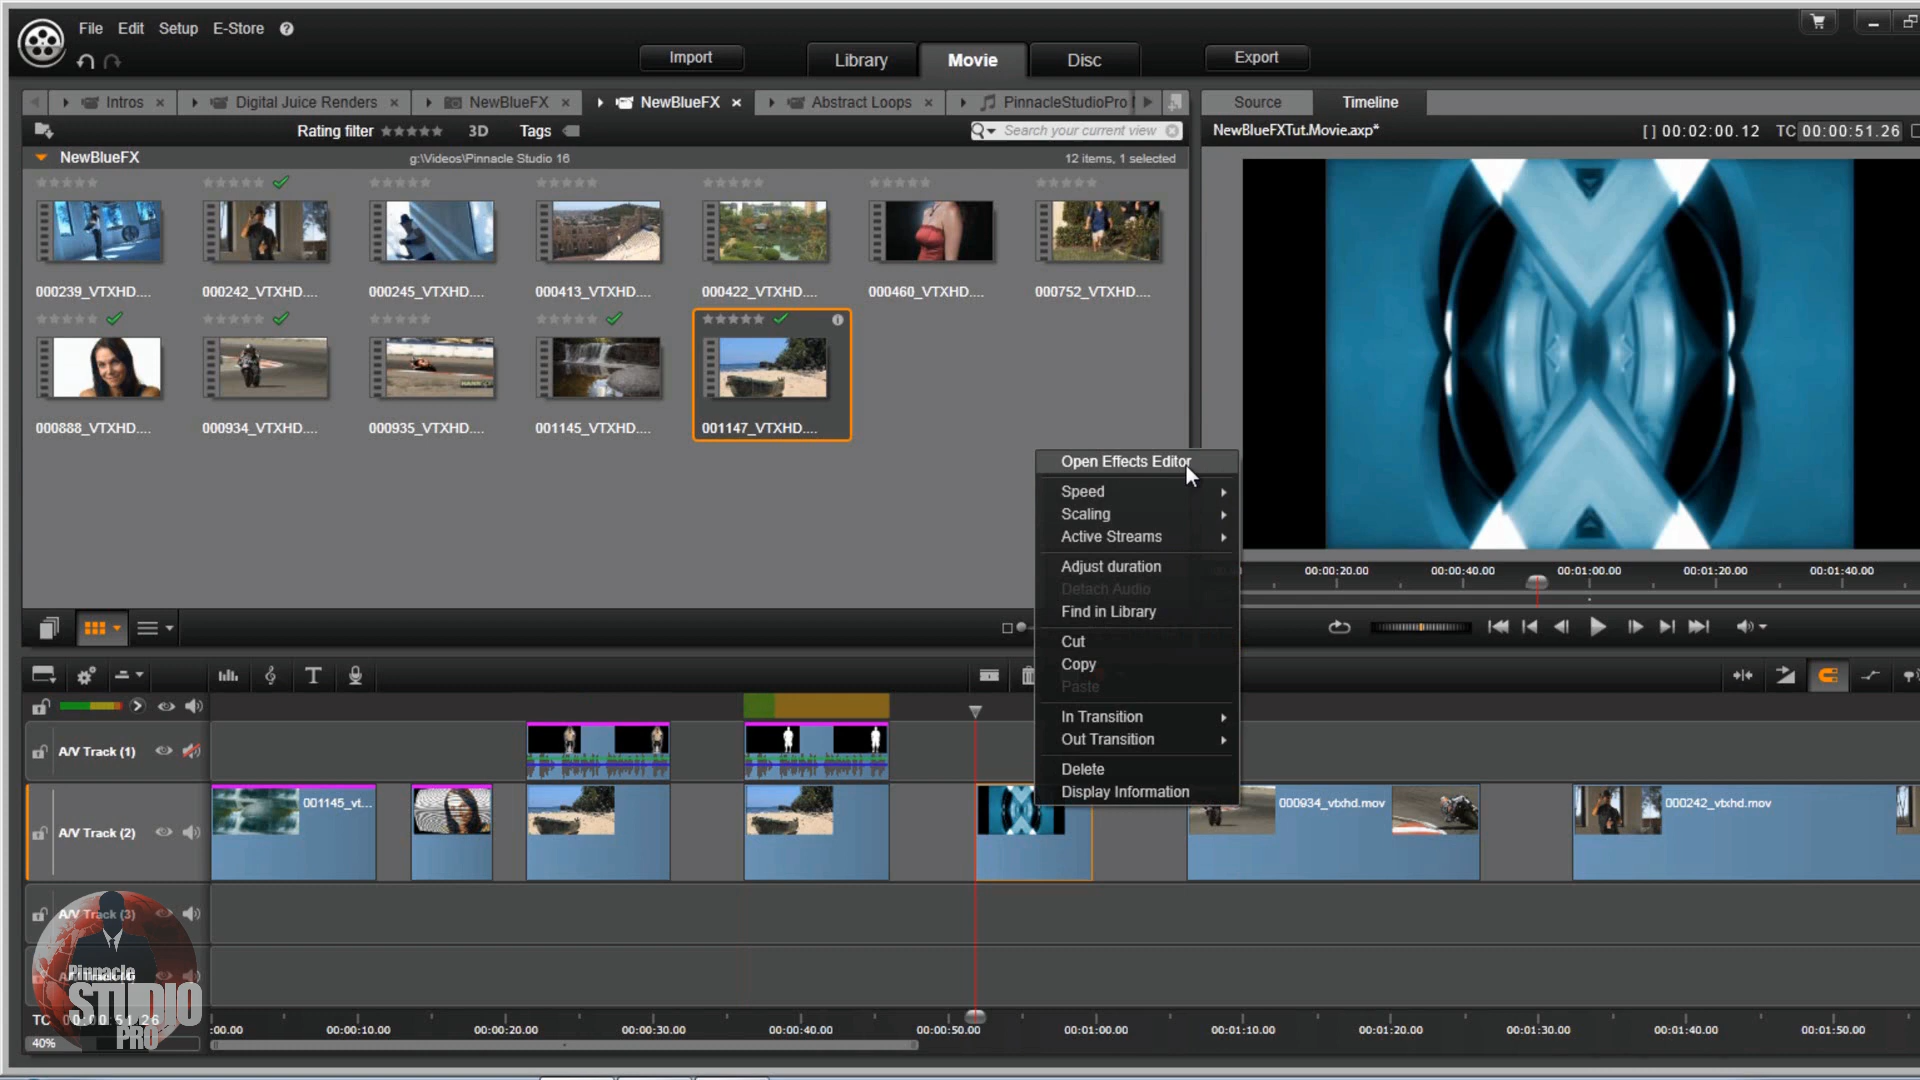 File Edit Setup E-Store ?
Import Library Movie Disc Export
Intros × Digital Juice Renders × NewBlueFX × NewBlueFX × Abstract Loops × PinnacleStudioPro
Source Timeline
Rating filter 3D Tags Search your current view
NewBlueFXTut.Movie.axp* [ ] 00:02:00.12 TC 00:00:51.26
NewBlueFX g:\Videos\Pinnacle Studio 16 12 items, 1 selected
000239_VTXHD.... 000242_VTXHD.... 000245_VTXHD.... 000413_VTXHD.... 000422_VTXHD.... 000460_VTXHD.... 000752_VTXHD....
000888_VTXHD.... 000934_VTXHD.... 000935_VTXHD.... 001145_VTXHD.... 001147_VTXHD....
Open Effects Editor
Speed
Scaling
Active Streams
Adjust duration
Detach Audio
Find in Library
Cut
Copy
Paste
In Transition
Out Transition
Delete
Display Information
00:00:20.00 00:00:40.00 00:01:00.00 00:01:20.00 00:01:40.00
A/V Track (1)
001145_vt... 000934_vtxhd.mov 000242_vtxhd.mov
A/V Track (2)
A/V Track (3)
Pinnacle
STUDIO
PRO
TC 00:00:51.26
:00.00 00:00:10.00 00:00:20.00 00:00:30.00 00:00:40.00 00:00:50.00 00:01:00.00 00:01:10.00 00:01:20.00 00:01:30.00 00:01:40.00 00:01:50.00
40%